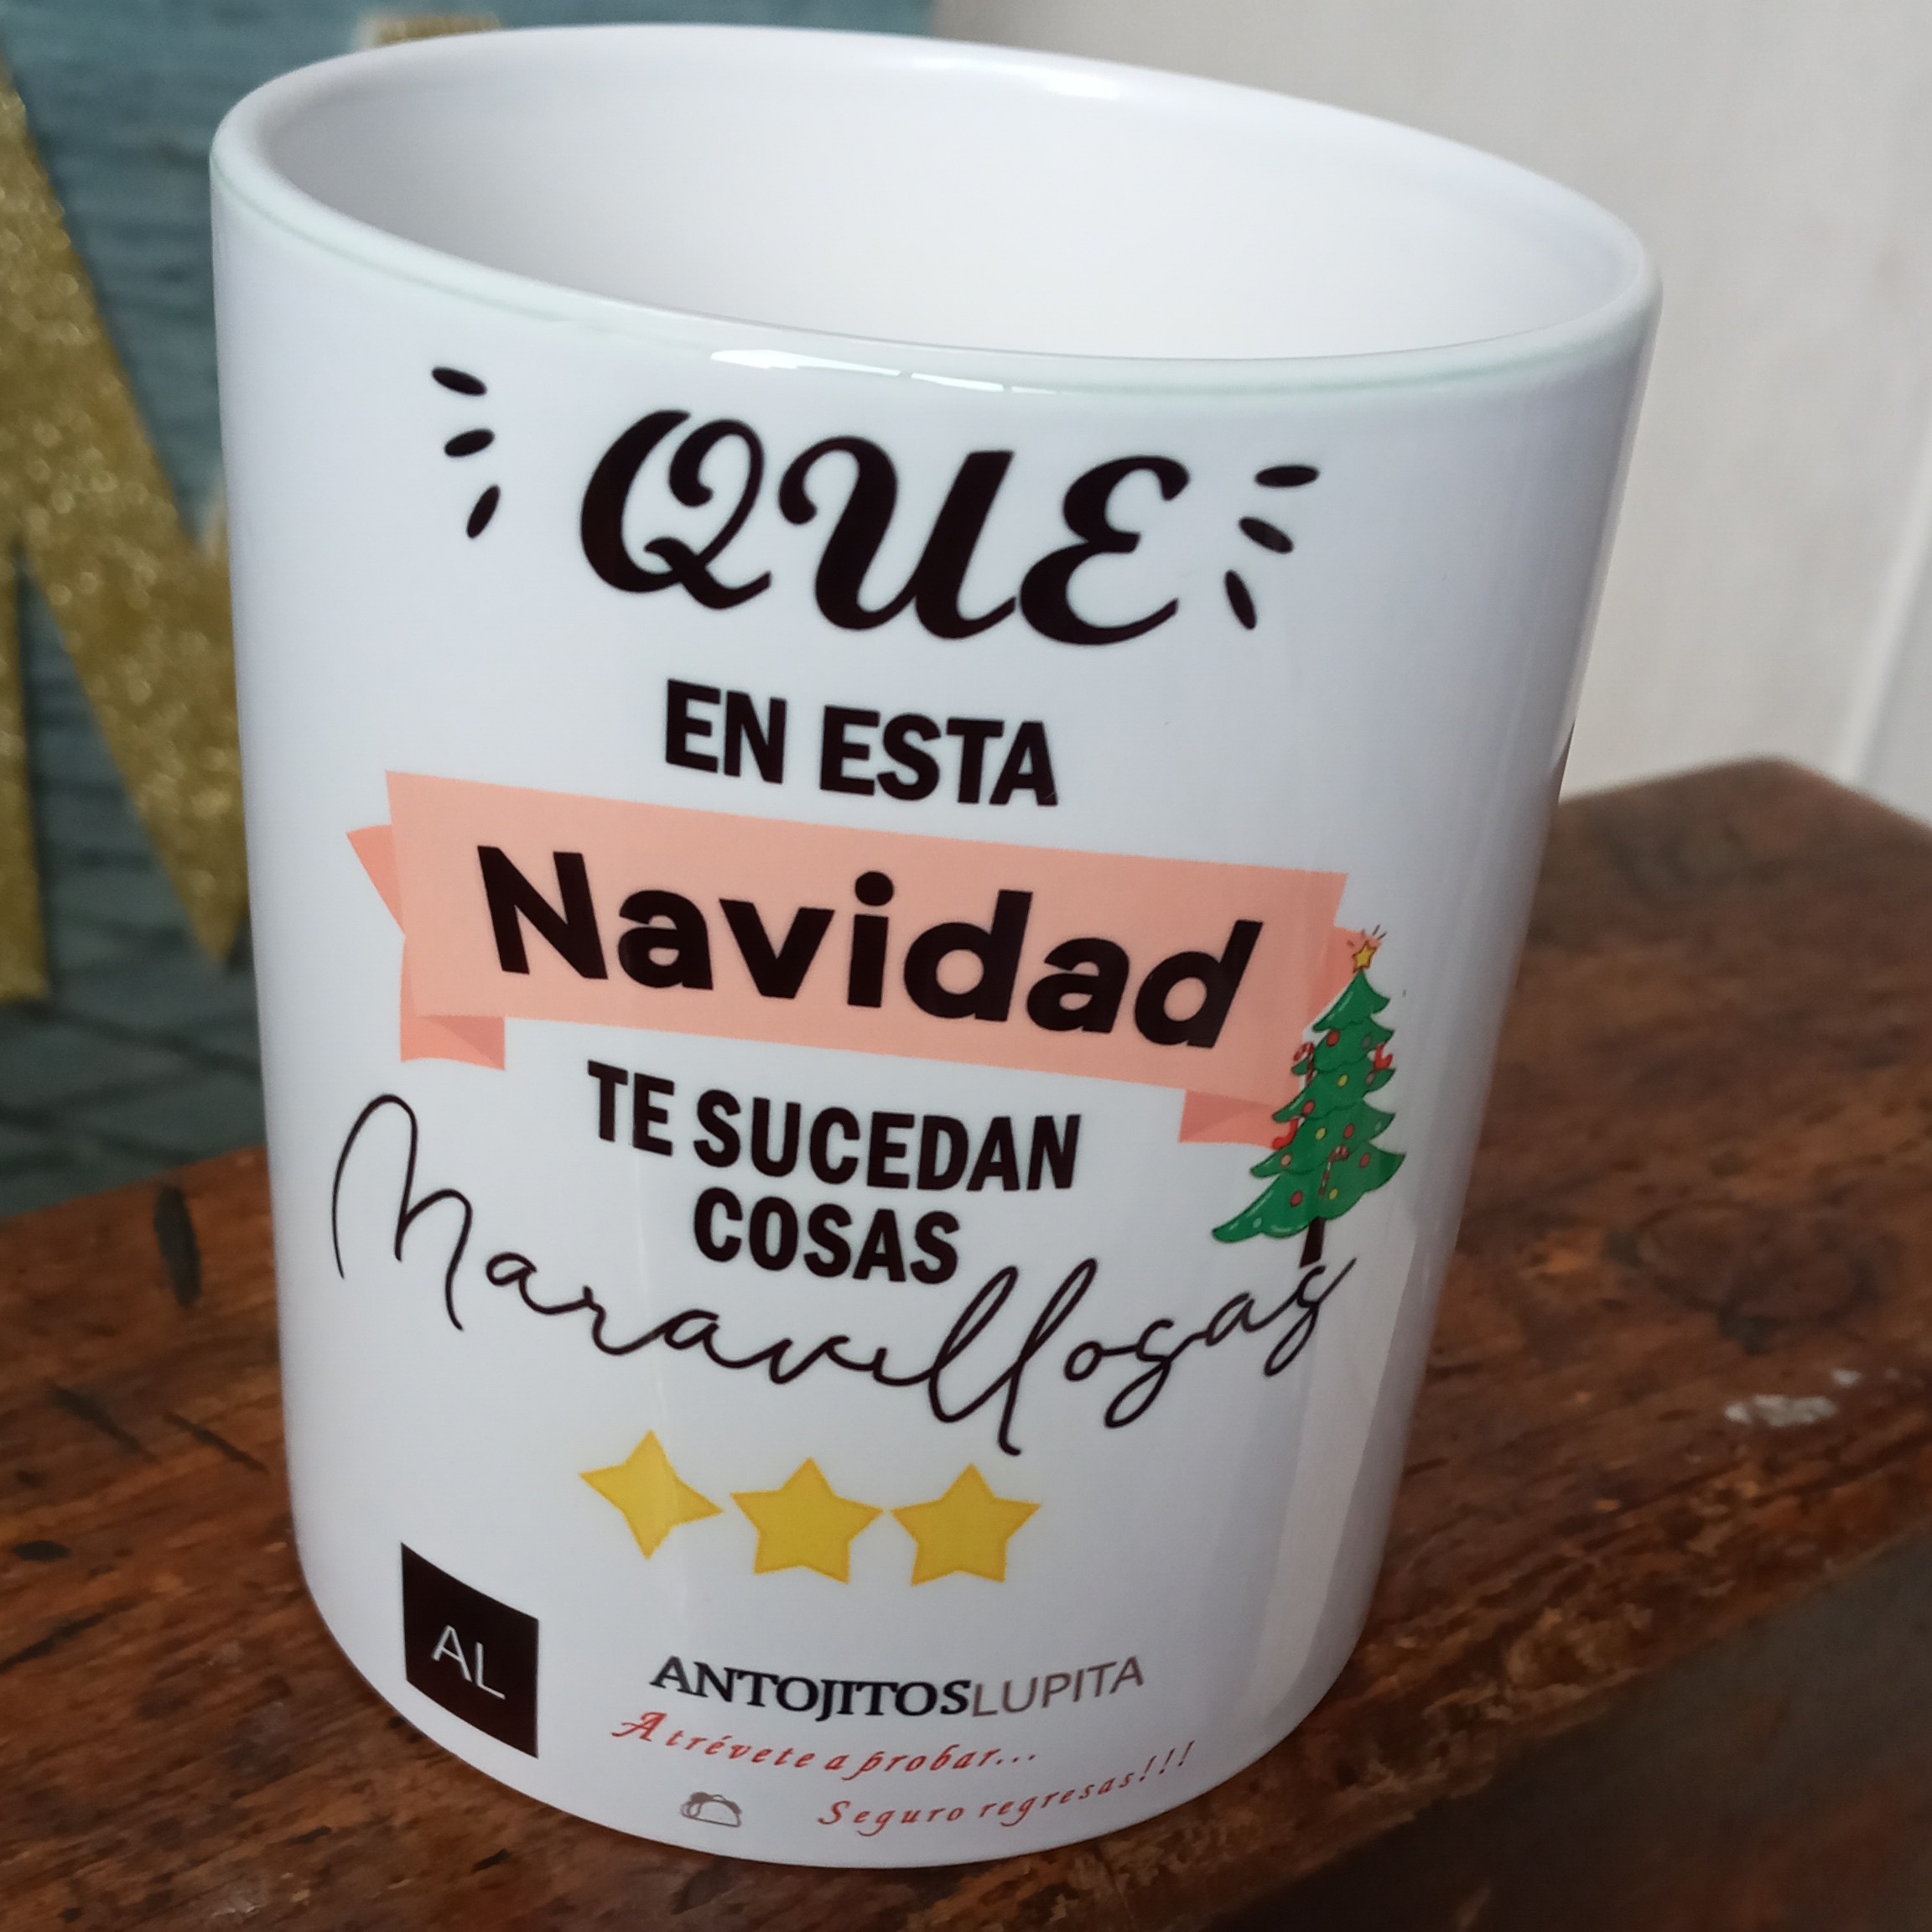 QUE
EN ESTA
Navidad
TE SUCEDAN
COSAS
Maravillosas
AL
ANTOJITOSLUPITA
Atrévete a probar...
Seguro regresas!!!